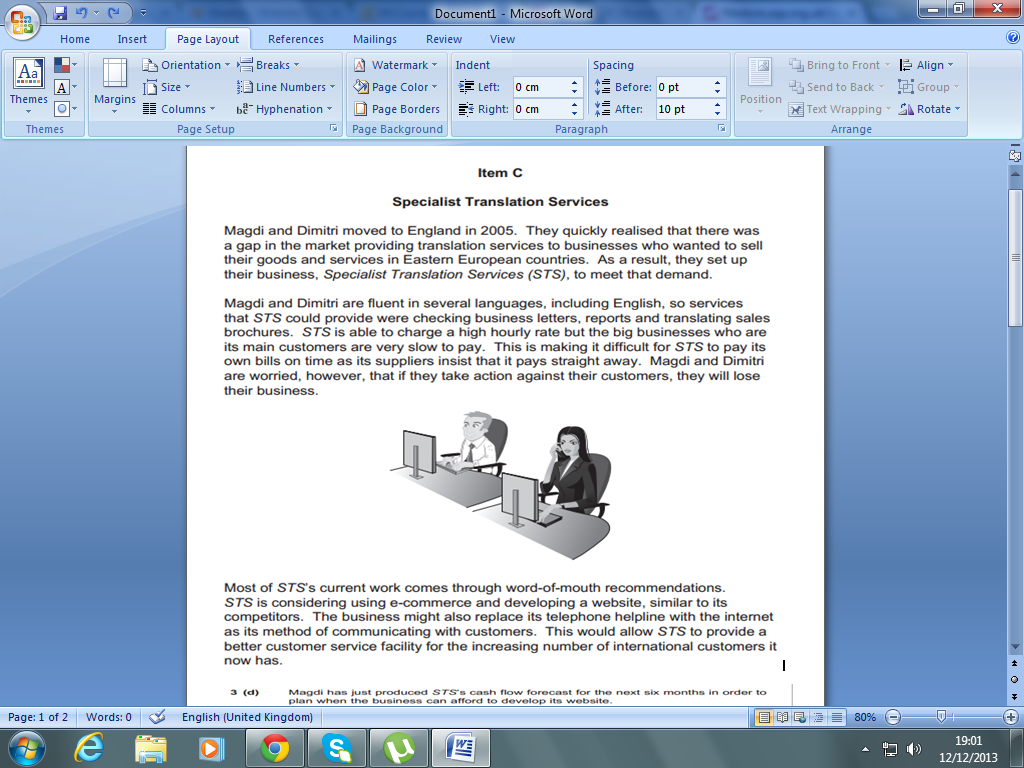 Document1 - Microsoft Word
Home Insert Page Layout References Mailings Review View
Themes
Aa
Themes
Margins
Orientation
Size
Columns
Breaks
Line Numbers
Hyphenation
Page Setup
Watermark
Page Color
Page Borders
Page Background
Indent
Left: 0 cm
Right: 0 cm
Spacing
Before: 0 pt
After: 10 pt
Paragraph
Position
Bring to Front
Send to Back
Text Wrapping
Align
Group
Rotate
Arrange
Item C
Specialist Translation Services
Magdi and Dimitri moved to England in 2005. They quickly realised that there was
a gap in the market providing translation services to businesses who wanted to sell
their goods and services in Eastern European countries. As a result, they set up
their business, Specialist Translation Services (STS), to meet that demand.
Magdi and Dimitri are fluent in several languages, including English, so services
that STS could provide were checking business letters, reports and translating sales
brochures. STS is able to charge a high hourly rate but the big businesses who are
its main customers are very slow to pay. This is making it difficult for STS to pay its
own bills on time as its suppliers insist that it pays straight away. Magdi and Dimitri
are worried, however, that if they take action against their customers, they will lose
their business.
Most of STS's current work comes through word-of-mouth recommendations.
STS is considering using e-commerce and developing a website, similar to its
competitors. The business might also replace its telephone helpline with the internet
as its method of communicating with customers. This would allow STS to provide a
better customer service facility for the increasing number of international customers it
now has.
3 (d) Magdi has just produced STS's cash flow forecast for the next six months in order to
plan when the business can afford to develop its website.
Page: 1 of 2 Words: 0 English (United Kingdom) 80%
19:01
12/12/2013